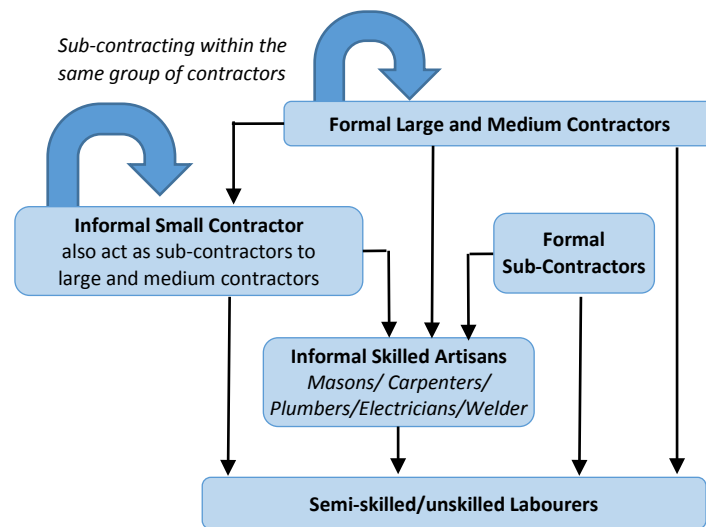 Sub-contracting within the
same group of contractors
Formal Large and Medium Contractors
Informal Small Contractor
also act as sub-contractors to
large and medium contractors
Formal
Sub-Contractors
Informal Skilled Artisans
Masons/ Carpenters/
Plumbers/Electricians/Welder
Semi-skilled/unskilled Labourers